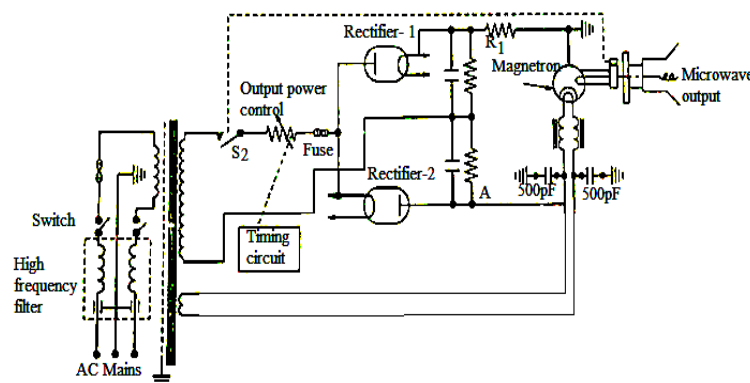 Rectifier- 1
R1
Magnetron
Microwave
output
Output power
control
S2
Fuse
Rectifier-2
A
500pF
500pF
Switch
Timing
circuit
High
frequency
filter
AC Mains